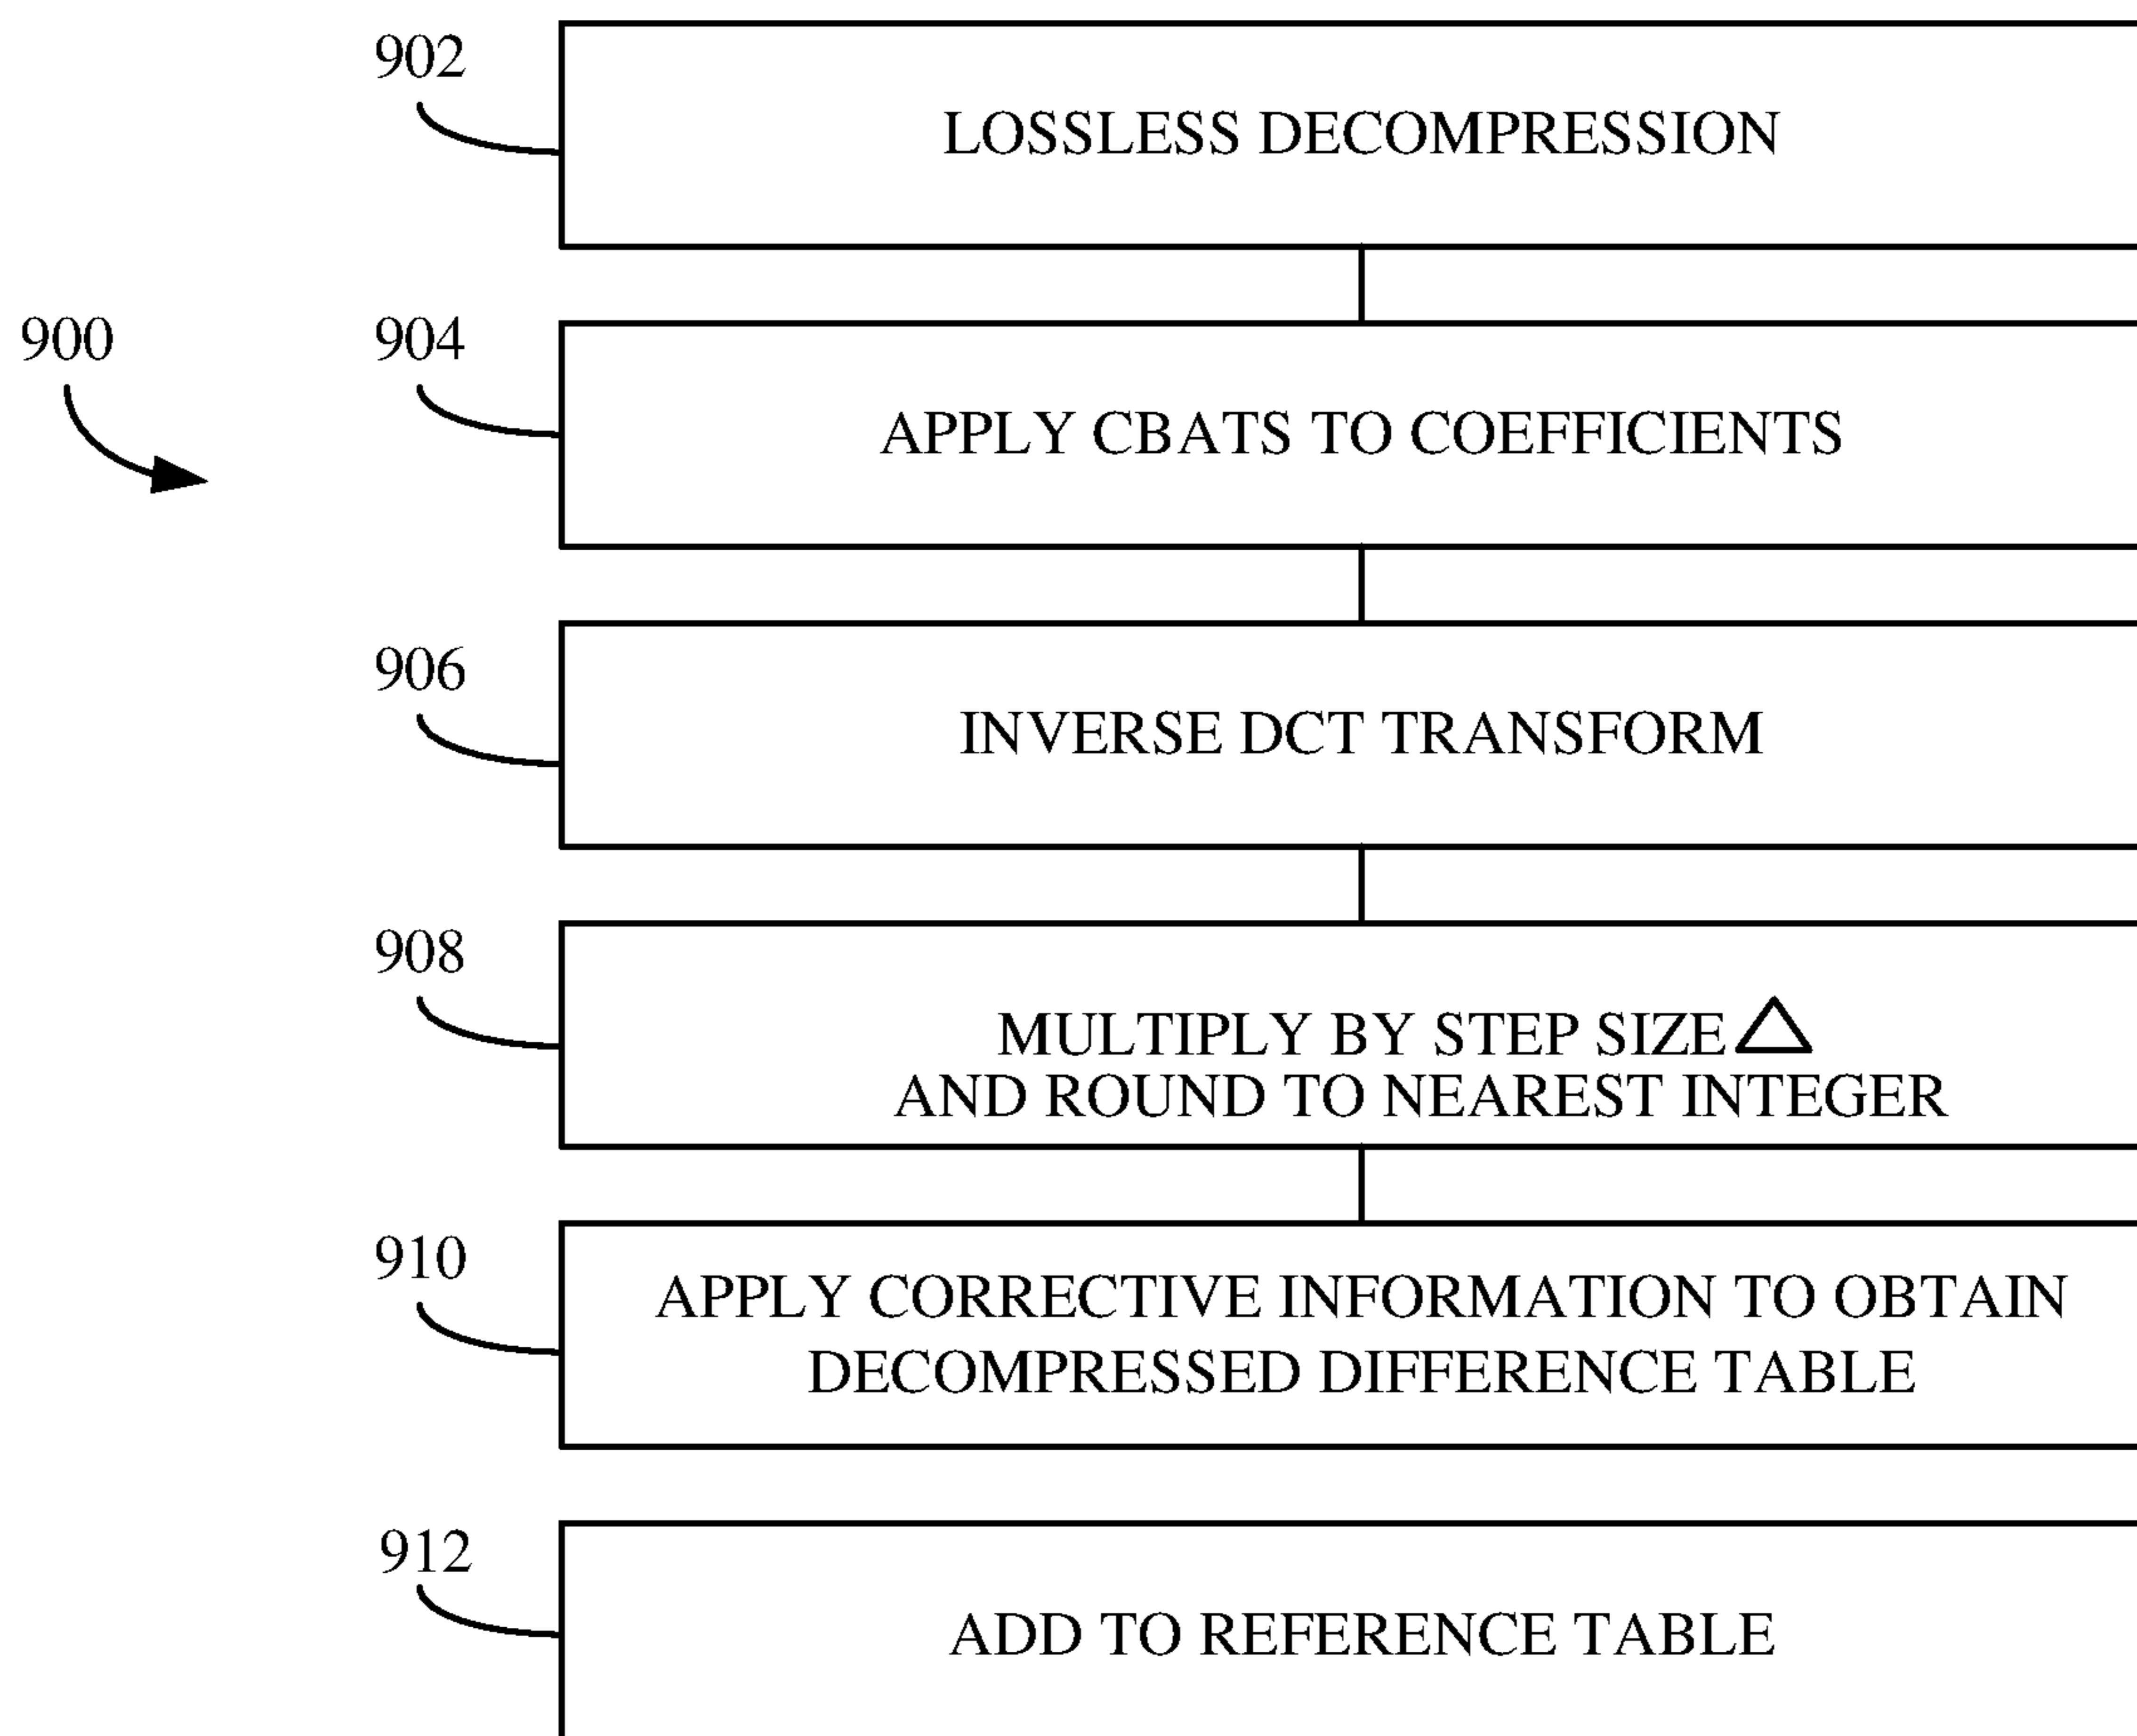 902
LOSSLESS DECOMPRESSION
900
904
APPLY CBATS TO COEFFICIENTS
906
INVERSE DCT TRANSFORM
908
MULTIPLY BY STEP SIZE △
AND ROUND TO NEAREST INTEGER
910
APPLY CORRECTIVE INFORMATION TO OBTAIN
DECOMPRESSED DIFFERENCE TABLE
912
ADD TO REFERENCE TABLE